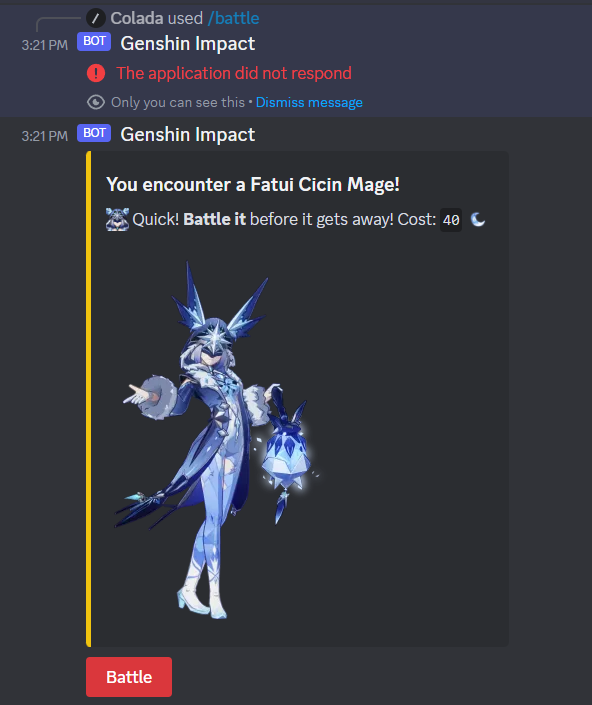 Colada used /battle
3:21 PM BOT Genshin Impact
The application did not respond
Only you can see this • Dismiss message
3:21 PM BOT Genshin Impact
You encounter a Fatui Cicin Mage!
Quick! Battle it before it gets away! Cost: 40
Battle